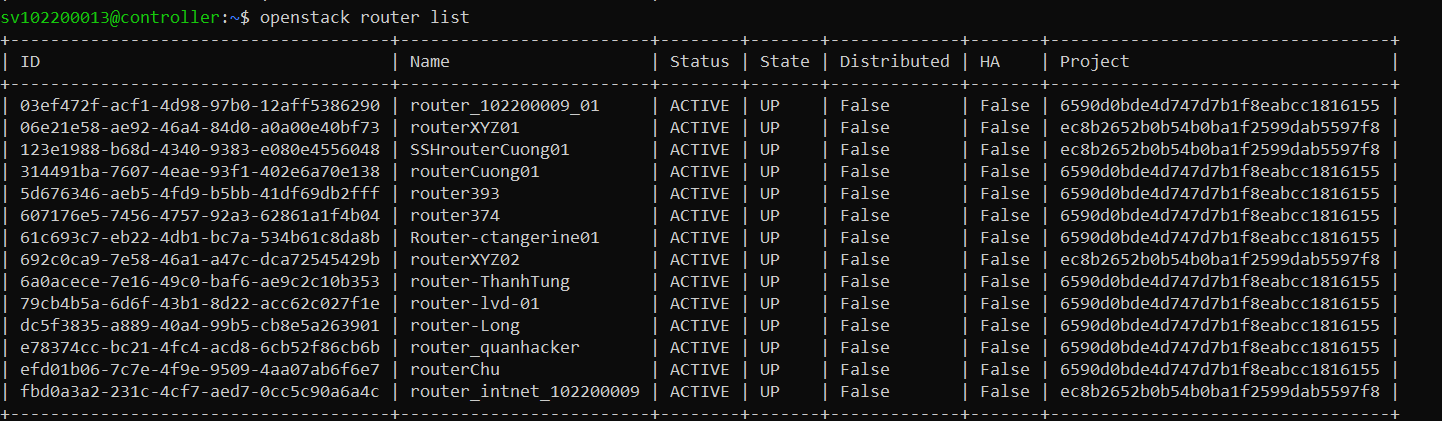 sv102200013@controller:~$ openstack router list
+--------------------------------------+------------------------+--------+-------+-------------+-------+----------------------------------+
| ID                                   | Name                   | Status | State | Distributed | HA    | Project                          |
+--------------------------------------+------------------------+--------+-------+-------------+-------+----------------------------------+
| 03ef472f-acf1-4d98-97b0-12aff5386290 | router_102200009_01    | ACTIVE | UP    | False       | False | 6590d0bde4d747d7b1f8eabcc1816155 |
| 06e21e58-ae92-46a4-84d0-a0a00e40bf73 | routerXYZ01            | ACTIVE | UP    | False       | False | ec8b2652b0b54b0ba1f2599dab5597f8 |
| 123e1988-b68d-4340-9383-e080e4556048 | SSHrouterCuong01       | ACTIVE | UP    | False       | False | ec8b2652b0b54b0ba1f2599dab5597f8 |
| 314491ba-7607-4eae-93f1-402e6a70e138 | routerCuong01          | ACTIVE | UP    | False       | False | 6590d0bde4d747d7b1f8eabcc1816155 |
| 5d676346-aeb5-4fd9-b5bb-41df69db2fff | router393              | ACTIVE | UP    | False       | False | 6590d0bde4d747d7b1f8eabcc1816155 |
| 607176e5-7456-4757-92a3-62861a1f4b04 | router374              | ACTIVE | UP    | False       | False | 6590d0bde4d747d7b1f8eabcc1816155 |
| 61c693c7-eb22-4db1-bc7a-534b61c8da8b | Router-ctangerine01    | ACTIVE | UP    | False       | False | 6590d0bde4d747d7b1f8eabcc1816155 |
| 692c0ca9-7e58-46a1-a47c-dca72545429b | routerXYZ02            | ACTIVE | UP    | False       | False | ec8b2652b0b54b0ba1f2599dab5597f8 |
| 6a0acece-7e16-49c0-baf6-ae9c2c10b353 | router-ThanhTung       | ACTIVE | UP    | False       | False | 6590d0bde4d747d7b1f8eabcc1816155 |
| 79cb4b5a-6d6f-43b1-8d22-acc62c027f1e | router-lvd-01          | ACTIVE | UP    | False       | False | 6590d0bde4d747d7b1f8eabcc1816155 |
| dc5f3835-a889-40a4-99b5-cb8e5a263901 | router-Long            | ACTIVE | UP    | False       | False | 6590d0bde4d747d7b1f8eabcc1816155 |
| e78374cc-bc21-4fc4-acd8-6cb52f86cb6b | router_quanhacker      | ACTIVE | UP    | False       | False | 6590d0bde4d747d7b1f8eabcc1816155 |
| efd01b06-7c7e-4f9e-9509-4aa07ab6f6e7 | routerChu              | ACTIVE | UP    | False       | False | 6590d0bde4d747d7b1f8eabcc1816155 |
| fbd0a3a2-231c-4cf7-aed7-0cc5c90a6a4c | router_intnet_102200009 | ACTIVE | UP    | False       | False | ec8b2652b0b54b0ba1f2599dab5597f8 |
+--------------------------------------+------------------------+--------+-------+-------------+-------+----------------------------------+